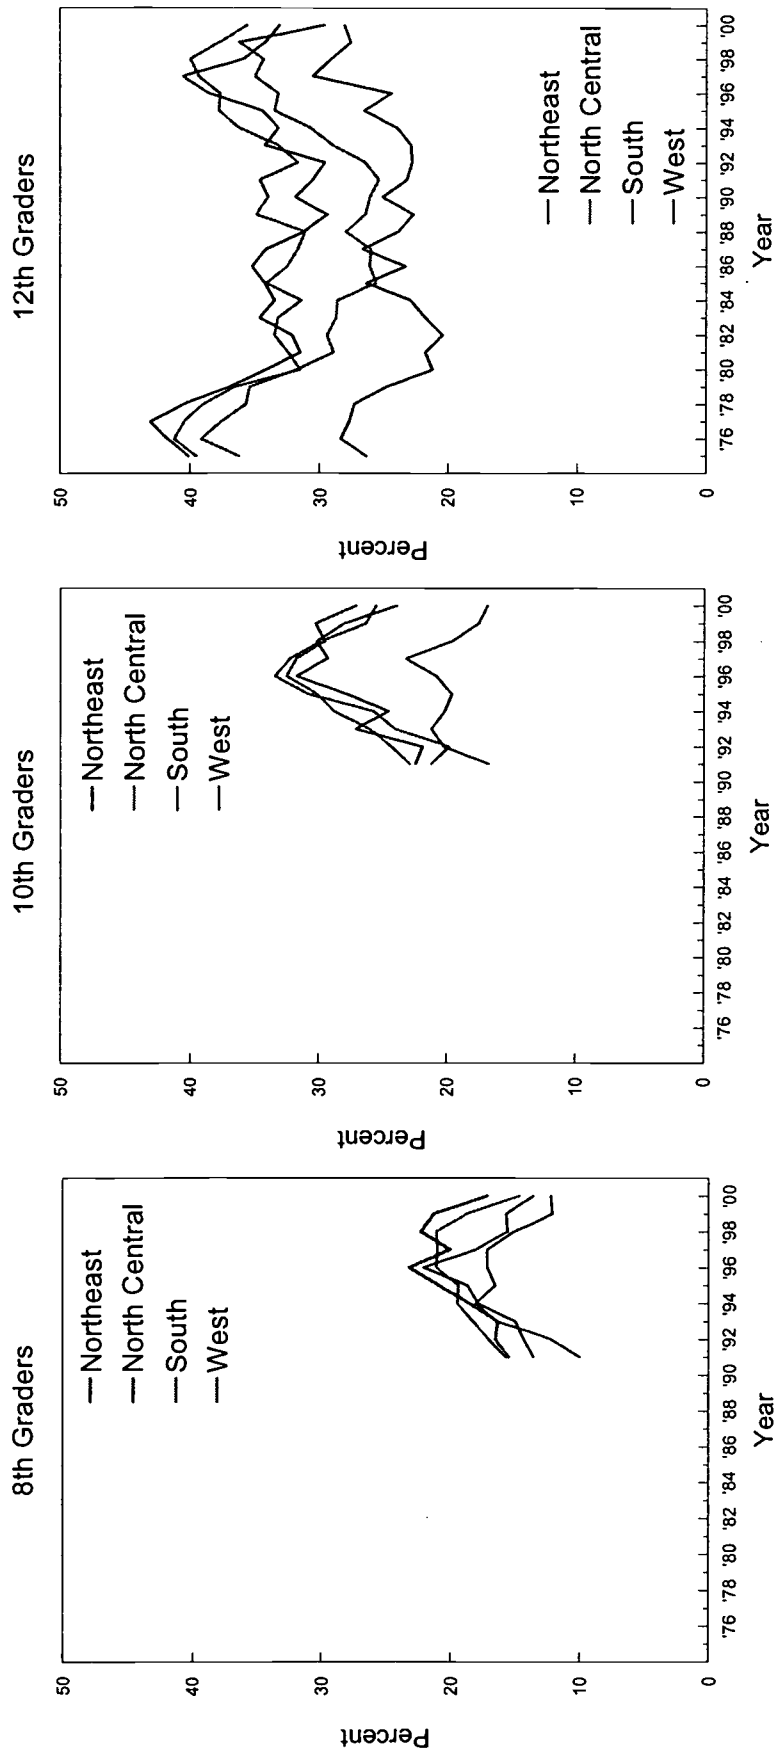 8th Graders
50
40
30
20
10
0
Percent
Northeast
North Central
South
West
'76 '78 '80 '82 '84 '86 '88 '90 '92 '94 '96 '98 '00
Year
10th Graders
50
40
30
20
10
0
Percent
Northeast
North Central
South
West
'76 '78 '80 '82 '84 '86 '88 '90 '92 '94 '96 '98 '00
Year
12th Graders
50
40
30
20
10
0
Percent
Northeast
North Central
South
West
'76 '78 '80 '82 '84 '86 '88 '90 '92 '94 '96 '98 '00
Year